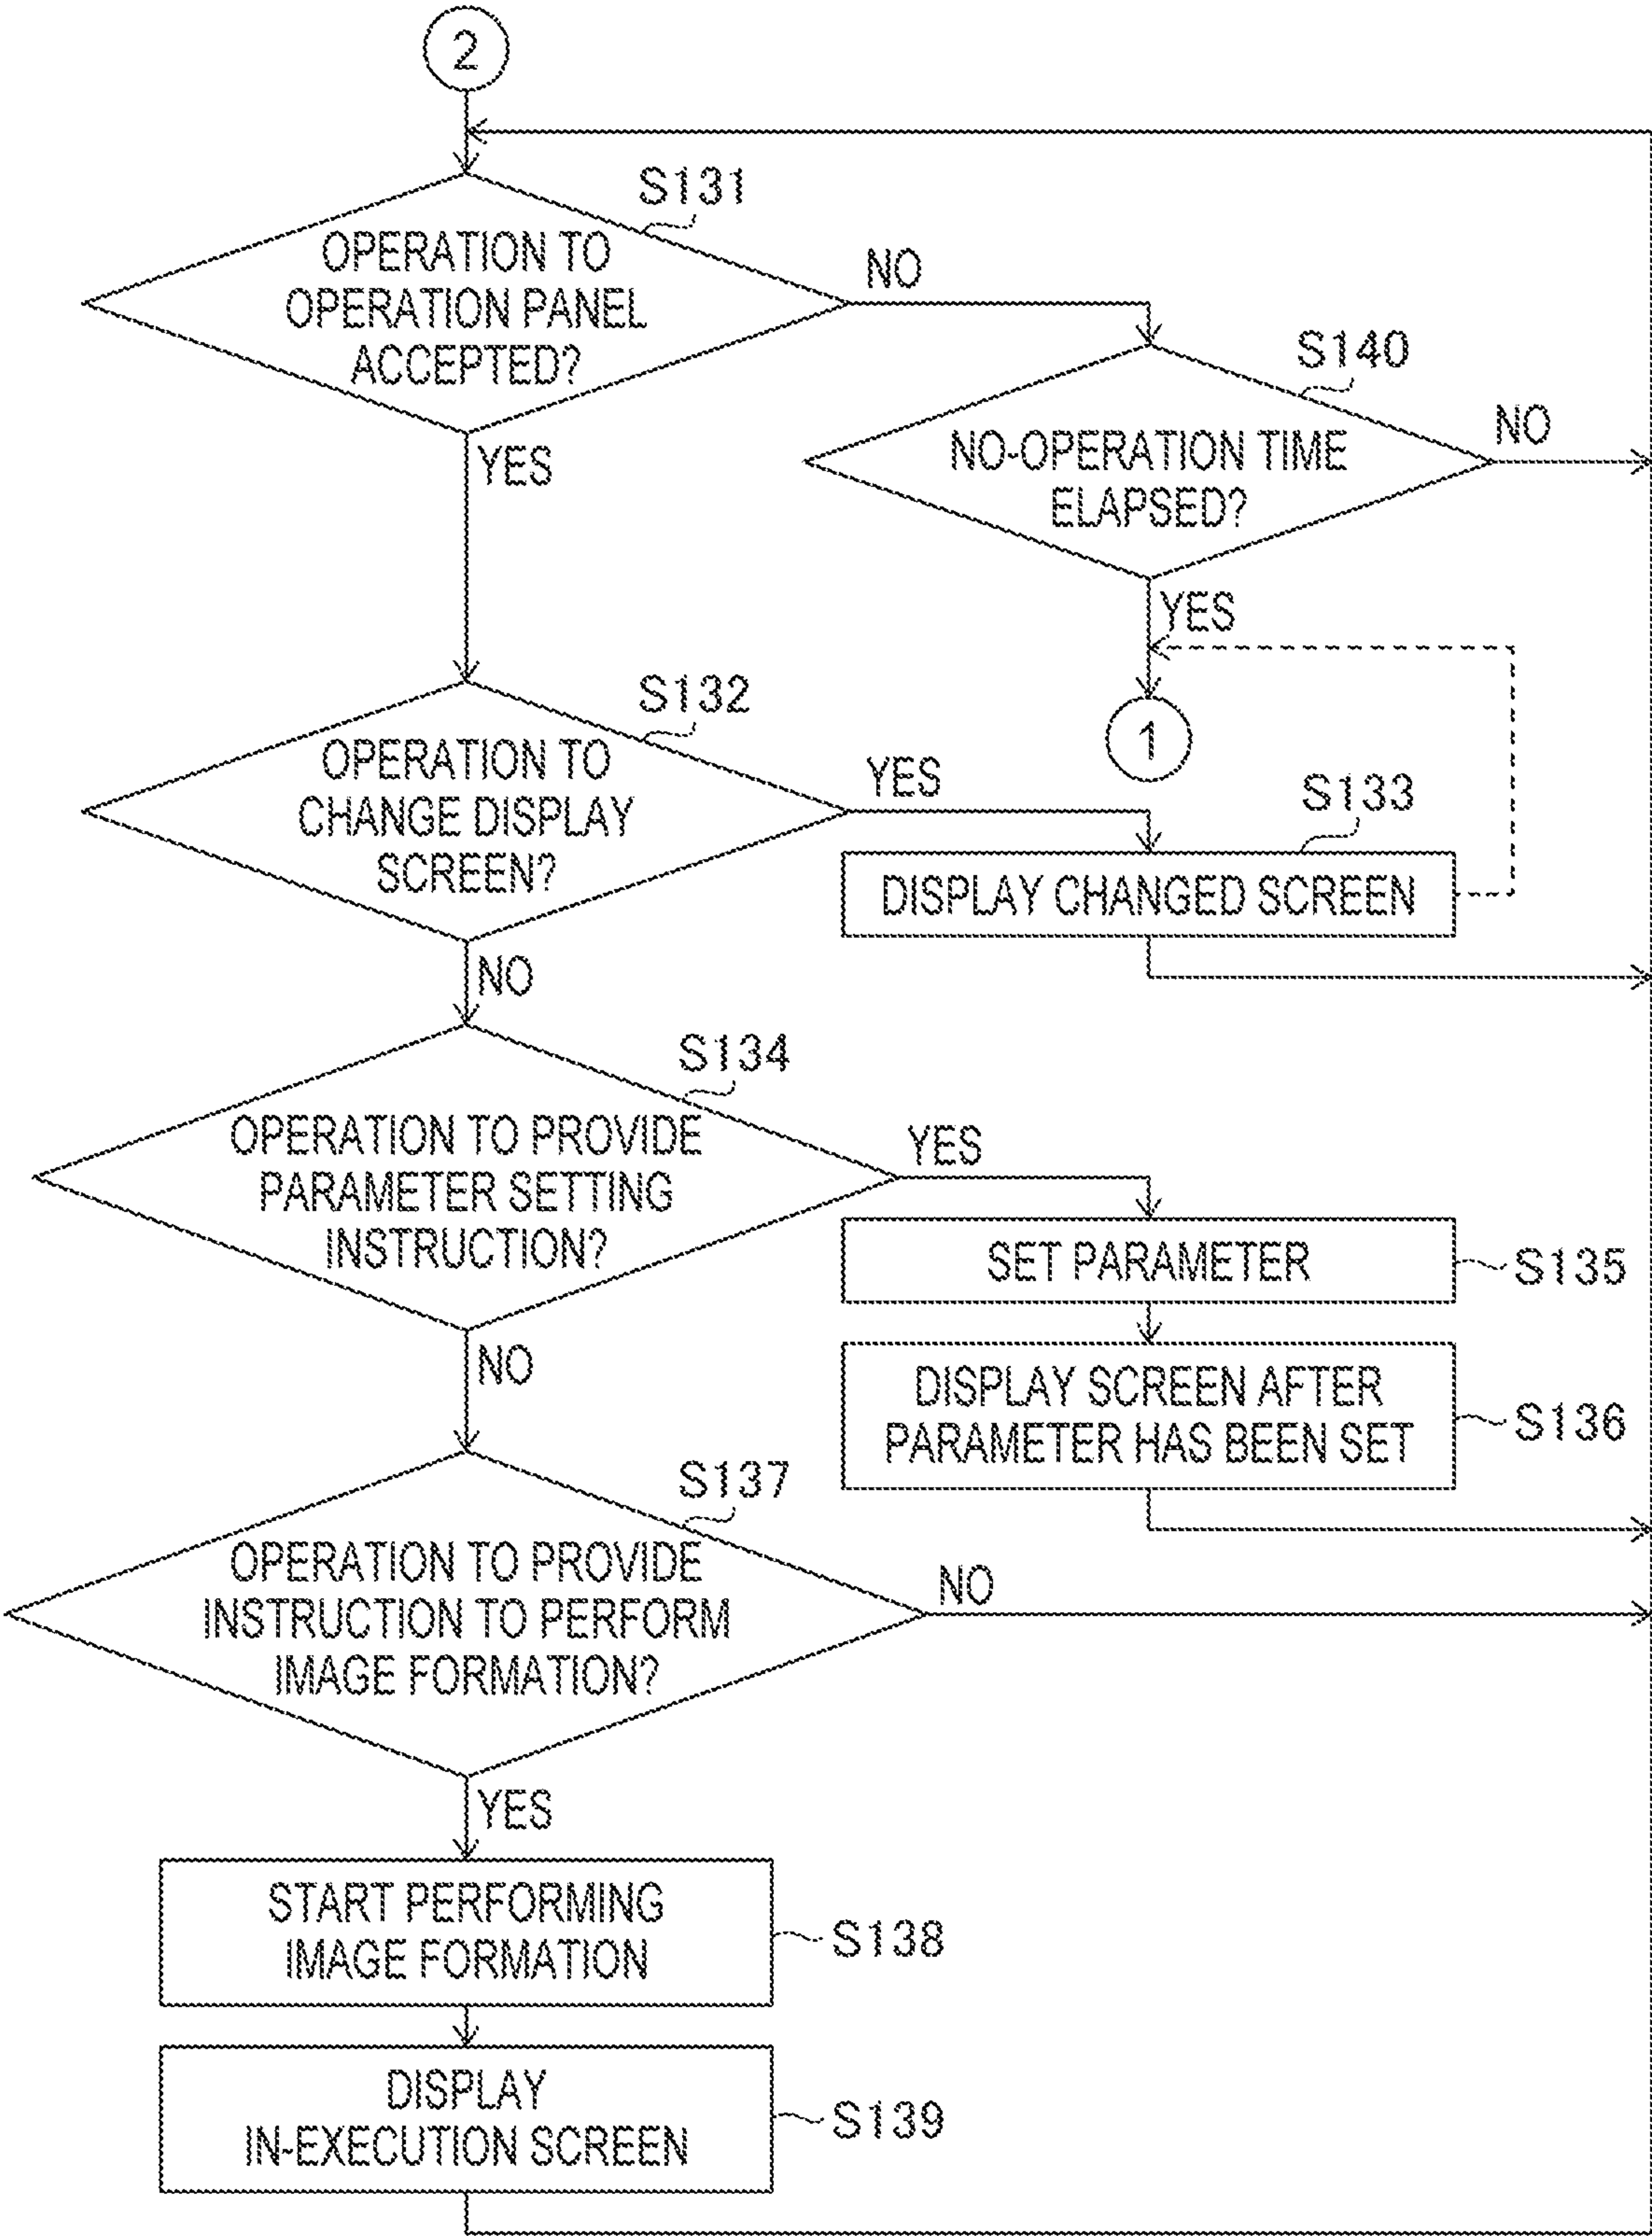 2
S131
OPERATION TO
OPERATION PANEL
ACCEPTED?
NO
YES
S140
NO-OPERATION TIME
ELAPSED?
NO
YES
1
S132
OPERATION TO
CHANGE DISPLAY
SCREEN?
YES
NO
S133
DISPLAY CHANGED SCREEN
S134
OPERATION TO PROVIDE
PARAMETER SETTING
INSTRUCTION?
YES
NO
SET PARAMETER
S135
DISPLAY SCREEN AFTER
PARAMETER HAS BEEN SET
S136
S137
OPERATION TO PROVIDE
INSTRUCTION TO PERFORM
IMAGE FORMATION?
NO
YES
START PERFORMING
IMAGE FORMATION
S138
DISPLAY
IN-EXECUTION SCREEN
S139